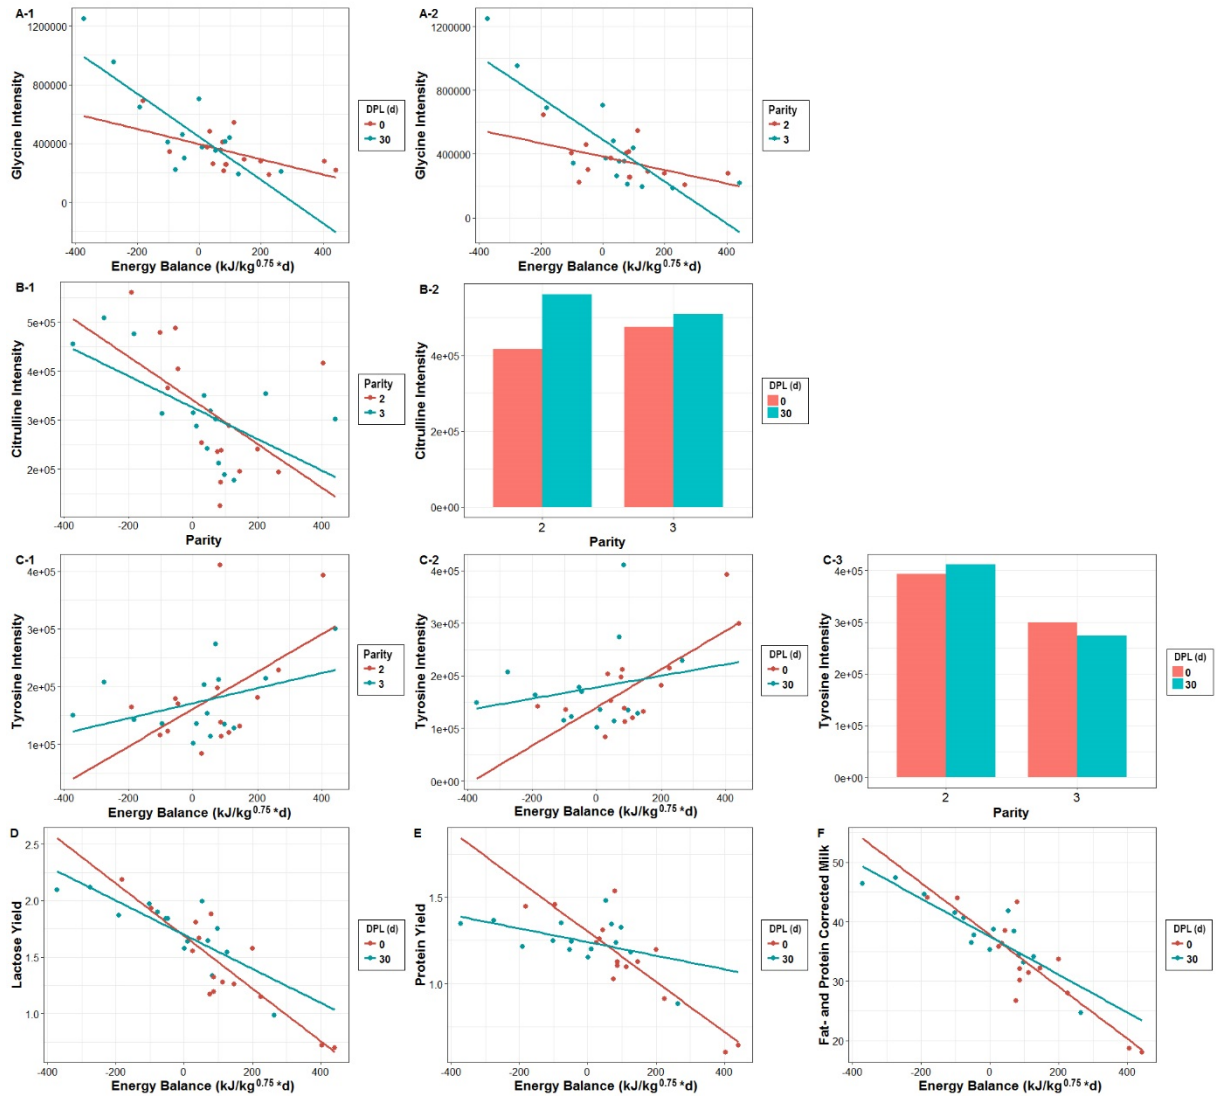 A-1
Glycine Intensity
1200000
800000
400000
0
-400 -200 0 200 400
Energy Balance (kJ/kg0.75 *d)
DPL (d)
0
30
A-2
Glycine Intensity
1200000
800000
400000
0
-400 -200 0 200 400
Energy Balance (kJ/kg0.75 *d)
Parity
2
3
B-1
Citrulline Intensity
5e+05
4e+05
3e+05
2e+05
-400 -200 0 200 400
Parity
Parity
2
3
B-2
Citrulline Intensity
4e+05
2e+05
0e+00
2 3
Parity
DPL (d)
0
30
C-1
Tyrosine Intensity
4e+05
3e+05
2e+05
1e+05
-400 -200 0 200 400
Energy Balance (kJ/kg0.75 *d)
Parity
2
3
C-2
Tyrosine Intensity
4e+05
3e+05
2e+05
1e+05
0e+00
-400 -200 0 200 400
Energy Balance (kJ/kg0.75 *d)
DPL (d)
0
30
C-3
Tyrosine Intensity
4e+05
3e+05
2e+05
1e+05
0e+00
2 3
Parity
DPL (d)
0
30
D
Lactose Yield
2.5
2.0
1.5
1.0
-400 -200 0 200 400
Energy Balance (kJ/kg0.75 *d)
DPL (d)
0
30
E
Protein Yield
1.5
1.0
-400 -200 0 200 400
Energy Balance (kJ/kg0.75 *d)
DPL (d)
0
30
F
Fat- and Protein Corrected Milk
50
40
30
20
-400 -200 0 200 400
Energy Balance (kJ/kg0.75 *d)
DPL (d)
0
30